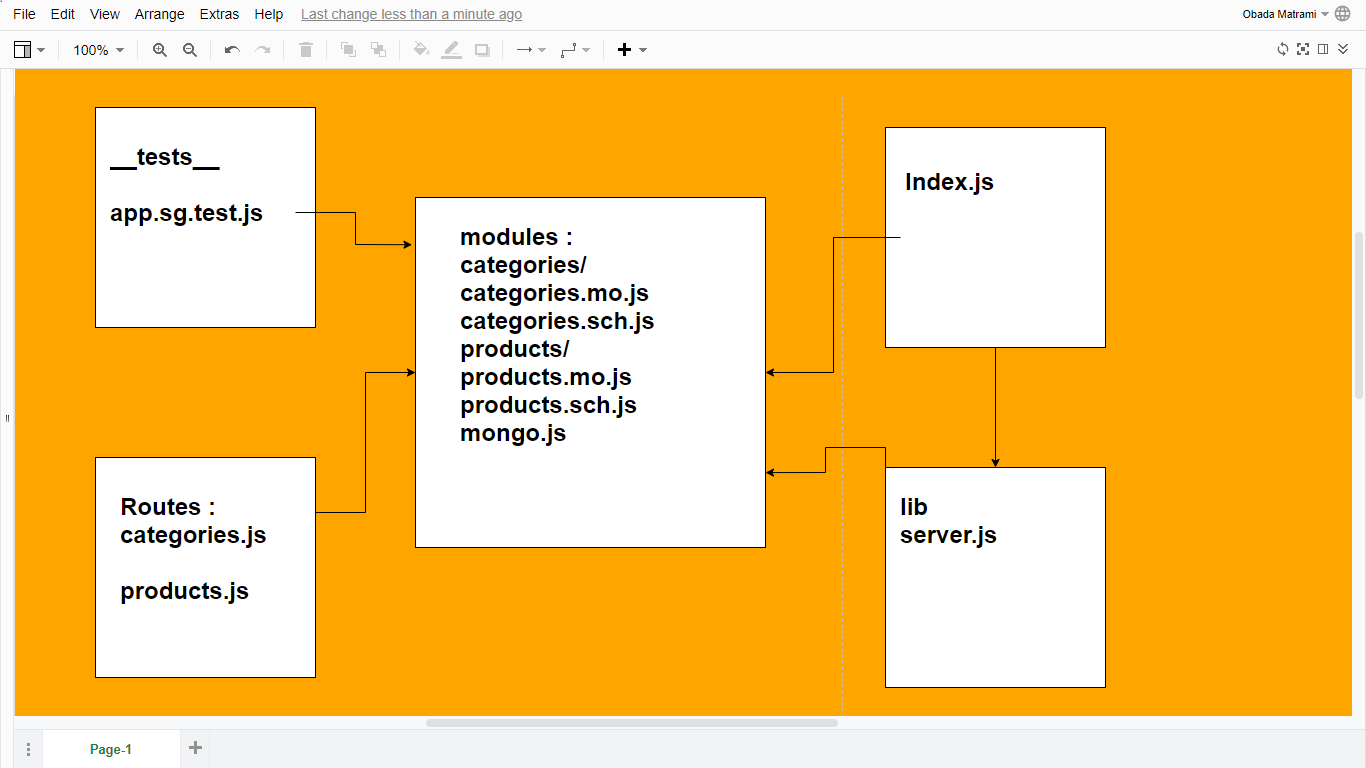 File Edit View Arrange Extras Help Last change less than a minute ago
Obada Matrami
100%
__tests__
app.sg.test.js
modules :
categories/
categories.mo.js
categories.sch.js
products/
products.mo.js
products.sch.js
mongo.js
Index.js
Routes :
categories.js
products.js
lib
server.js
Page-1